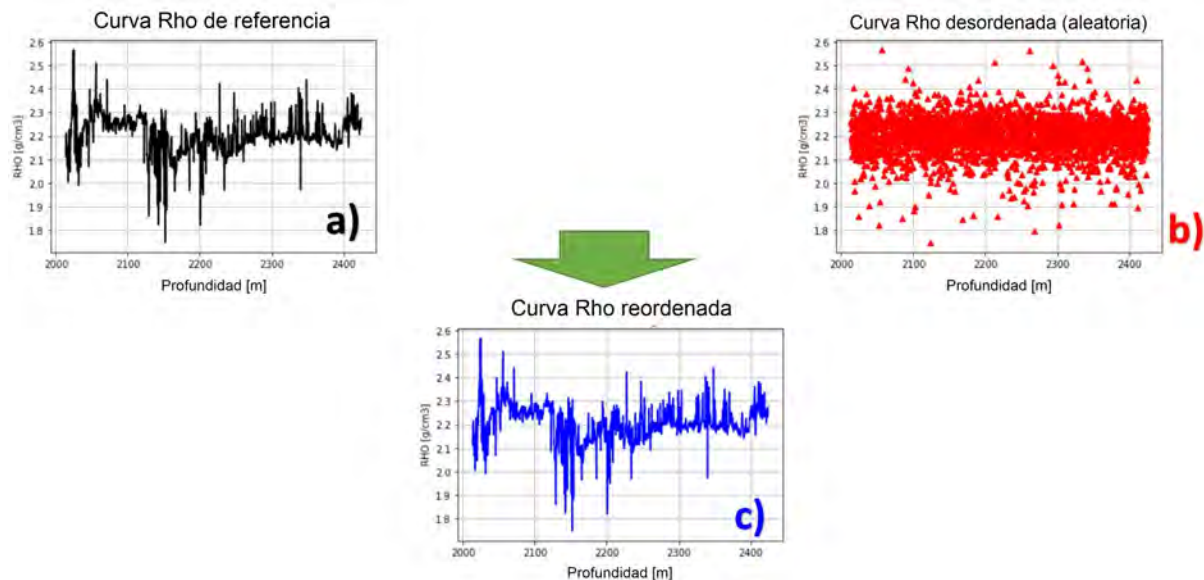 Curva Rho de referencia
2.6
2.5
2.4
2.3
2.2
2.1
2.0
1.9
1.8
RHO [g/cm3]
2000 2100 2200 2300 2400
Profundidad [m]
a)
Curva Rho desordenada (aleatoria)
2.6
2.5
2.4
2.3
2.2
2.1
2.0
1.9
1.8
RHO [g/cm3]
2000 2100 2200 2300 2400
Profundidad [m]
b)
Curva Rho reordenada
2.6
2.5
2.4
2.3
2.2
2.1
2.0
1.9
1.8
RHO [g/cm3]
2000 2100 2200 2300 2400
Profundidad [m]
c)